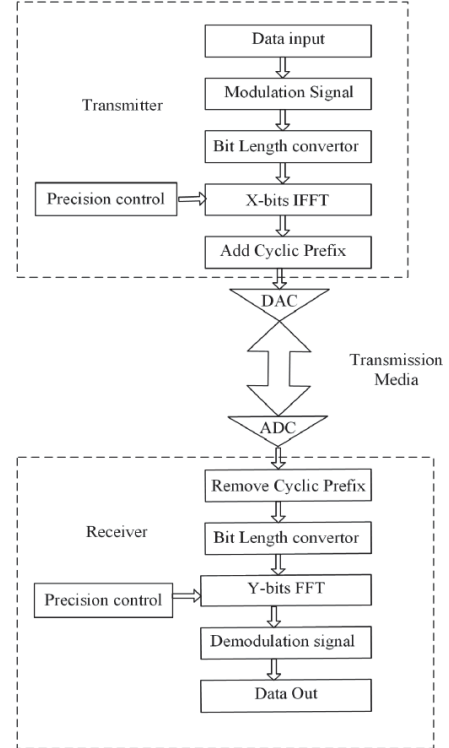 Data input
Transmitter
Modulation Signal
Bit Length convertor
Precision control
X-bits IFFT
Add Cyclic Prefix
DAC
Transmission
Media
ADC
Remove Cyclic Prefix
Receiver
Bit Length convertor
Y-bits FFT
Precision control
Demodulation signal
Data Out